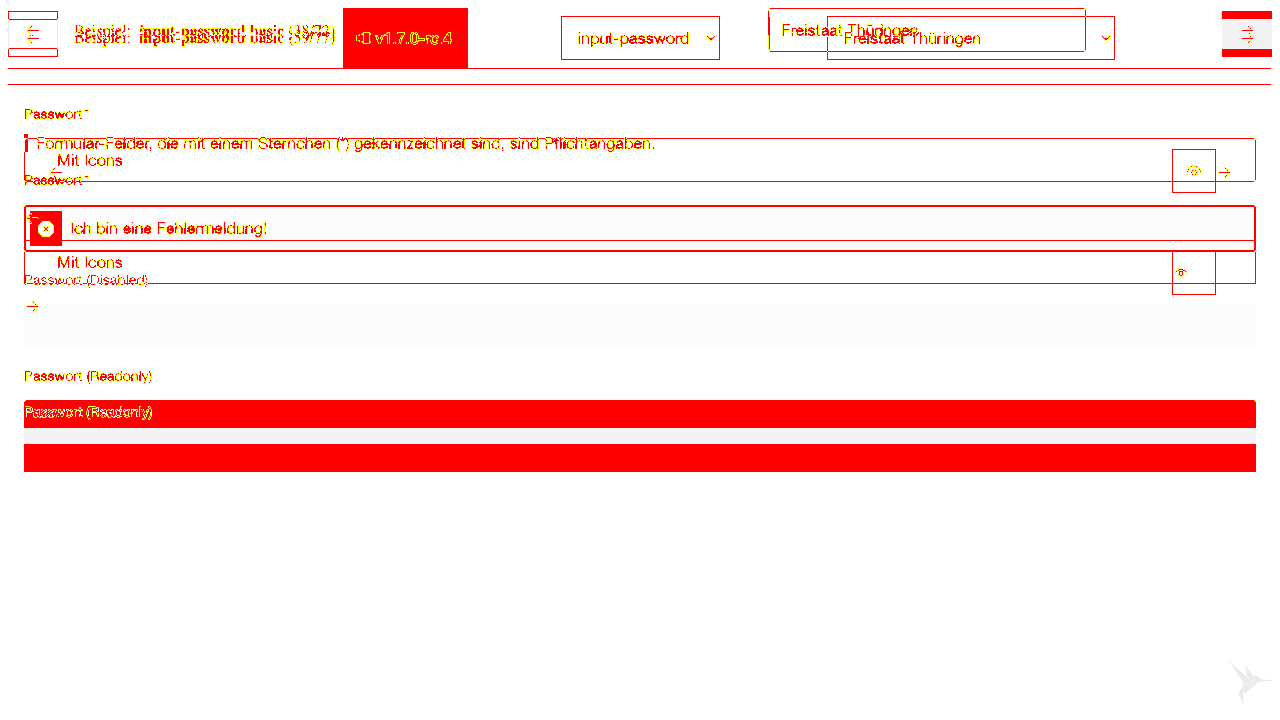 Beispiel: input-password basic
v1.7.0-rc.4
input-password
Freistaat Thüringen
Freistaat Thüringen
Passwort*
Formular-Felder, die mit einem Sternchen (*) gekennzeichnet sind, sind Pflichtangaben.
Mit Icons
Passwort*
Ich bin eine Fehlermeldung!
Mit Icons
Passwort (Disabled)
Passwort (Readonly)
Passwort (Readonly)